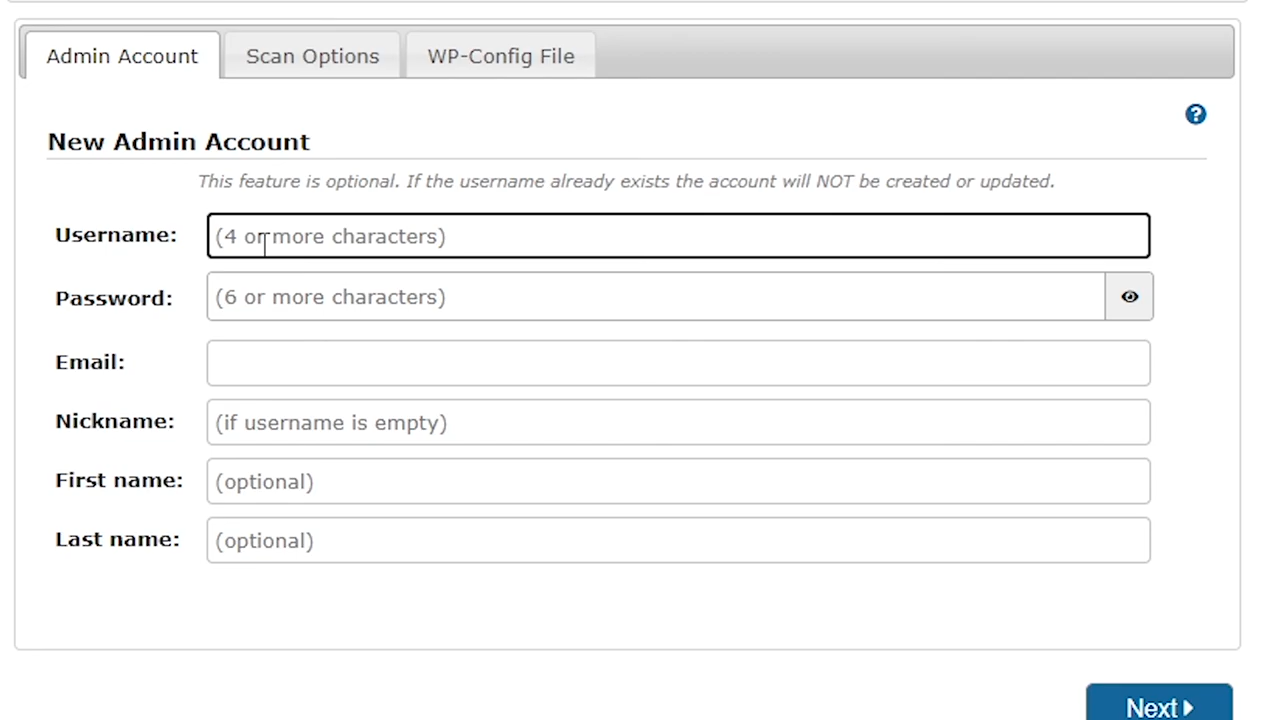 Admin Account Scan Options WP-Config File
New Admin Account
This feature is optional. If the username already exists the account will NOT be created or updated.
Username: (4 or more characters)
Password: (6 or more characters)
Email:
Nickname: (if username is empty)
First name: (optional)
Last name: (optional)
Next